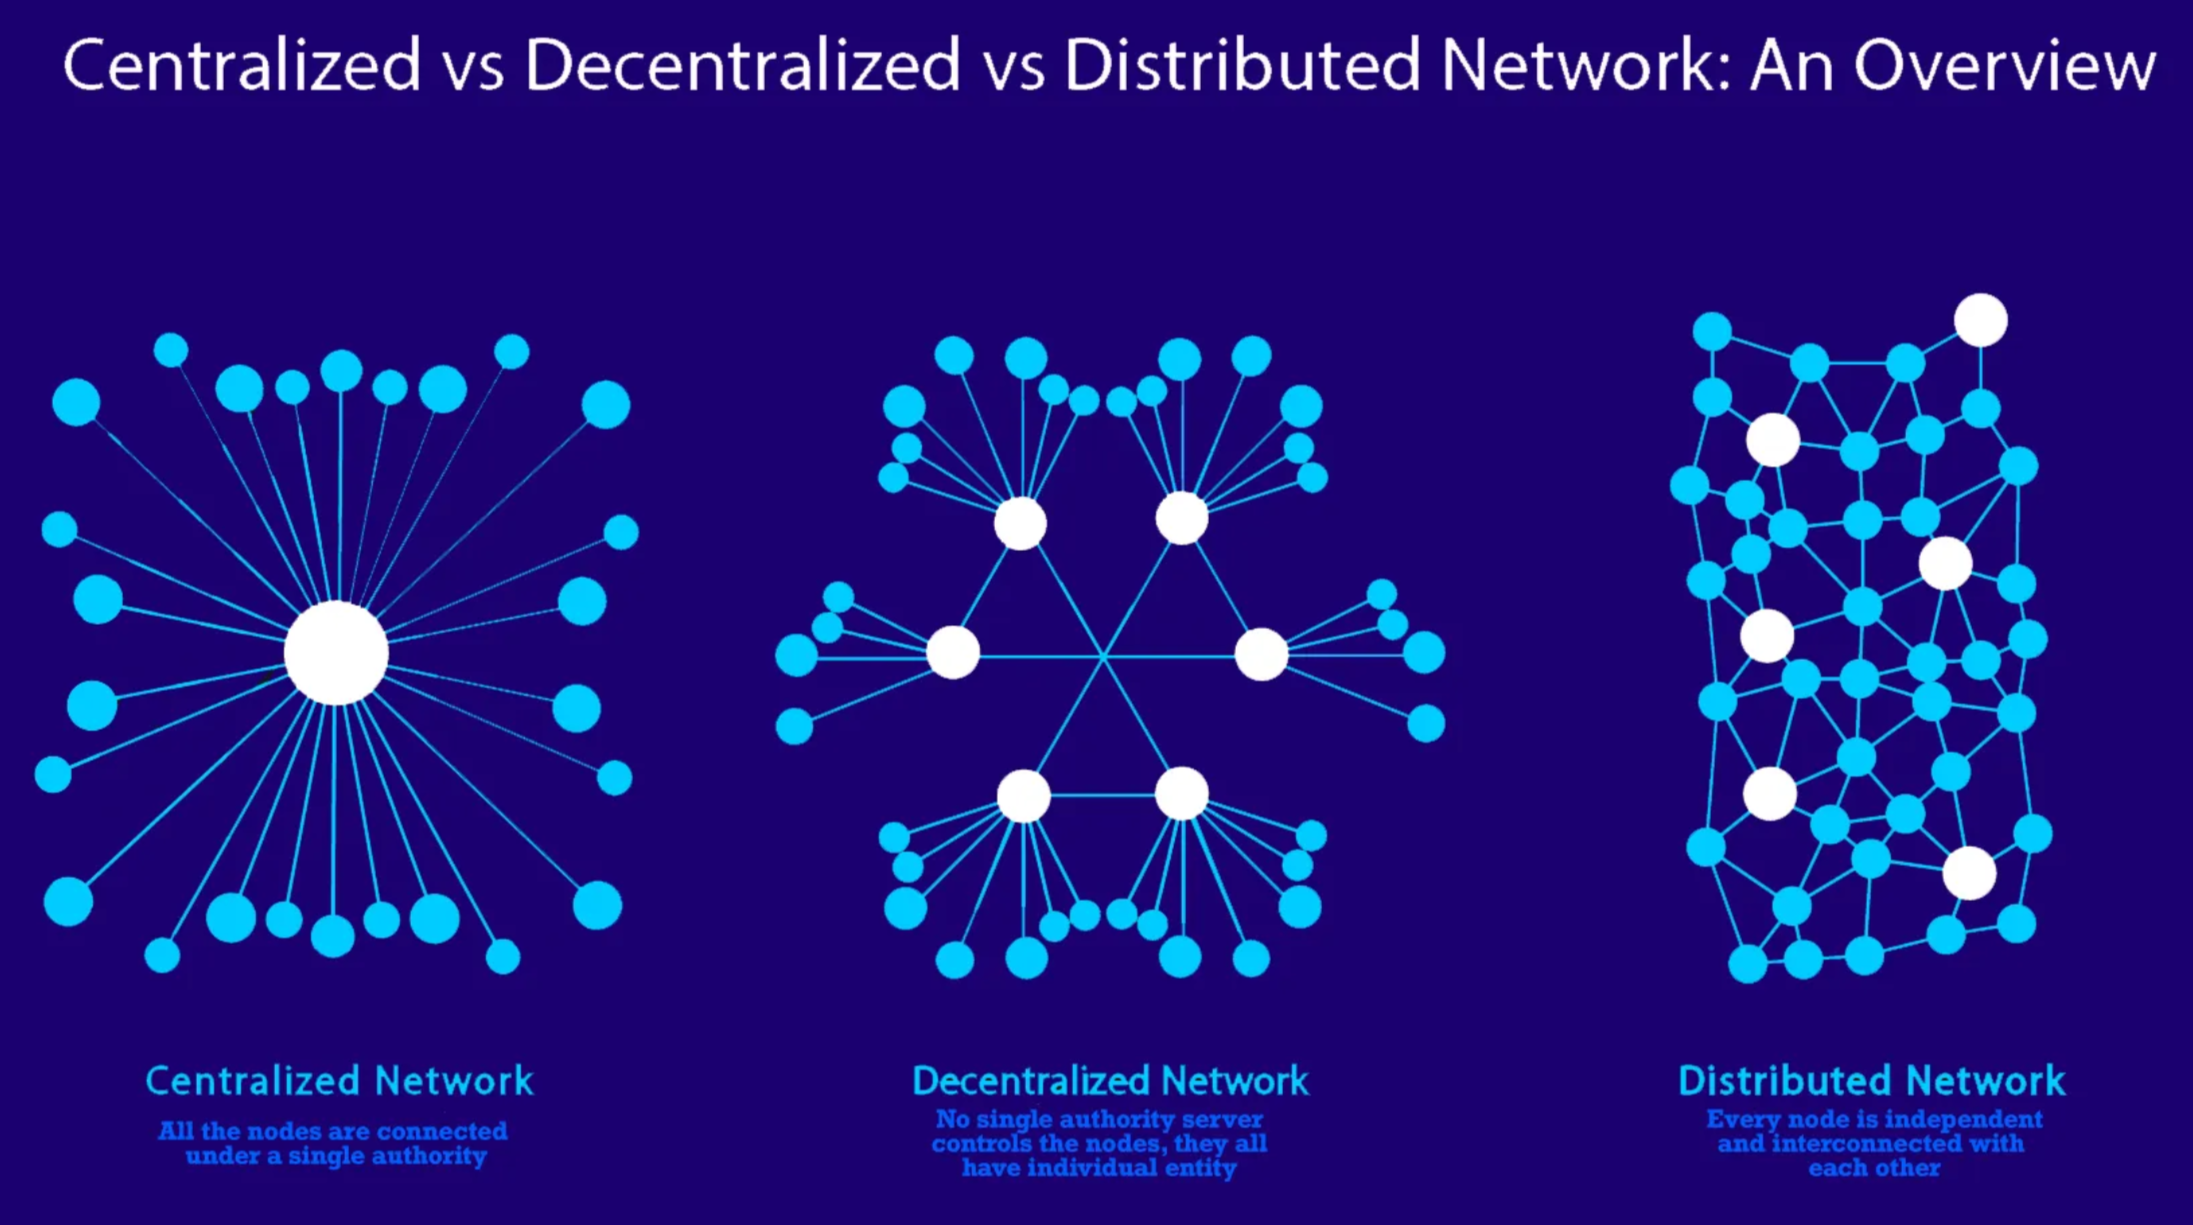 Centralized vs Decentralized vs Distributed Network: An Overview
Centralized Network
All the nodes are connected
under a single authority
Decentralized Network
No single authority server
controls the nodes, they all
have individual entity
Distributed Network
Every node is independent
and interconnected with
each other